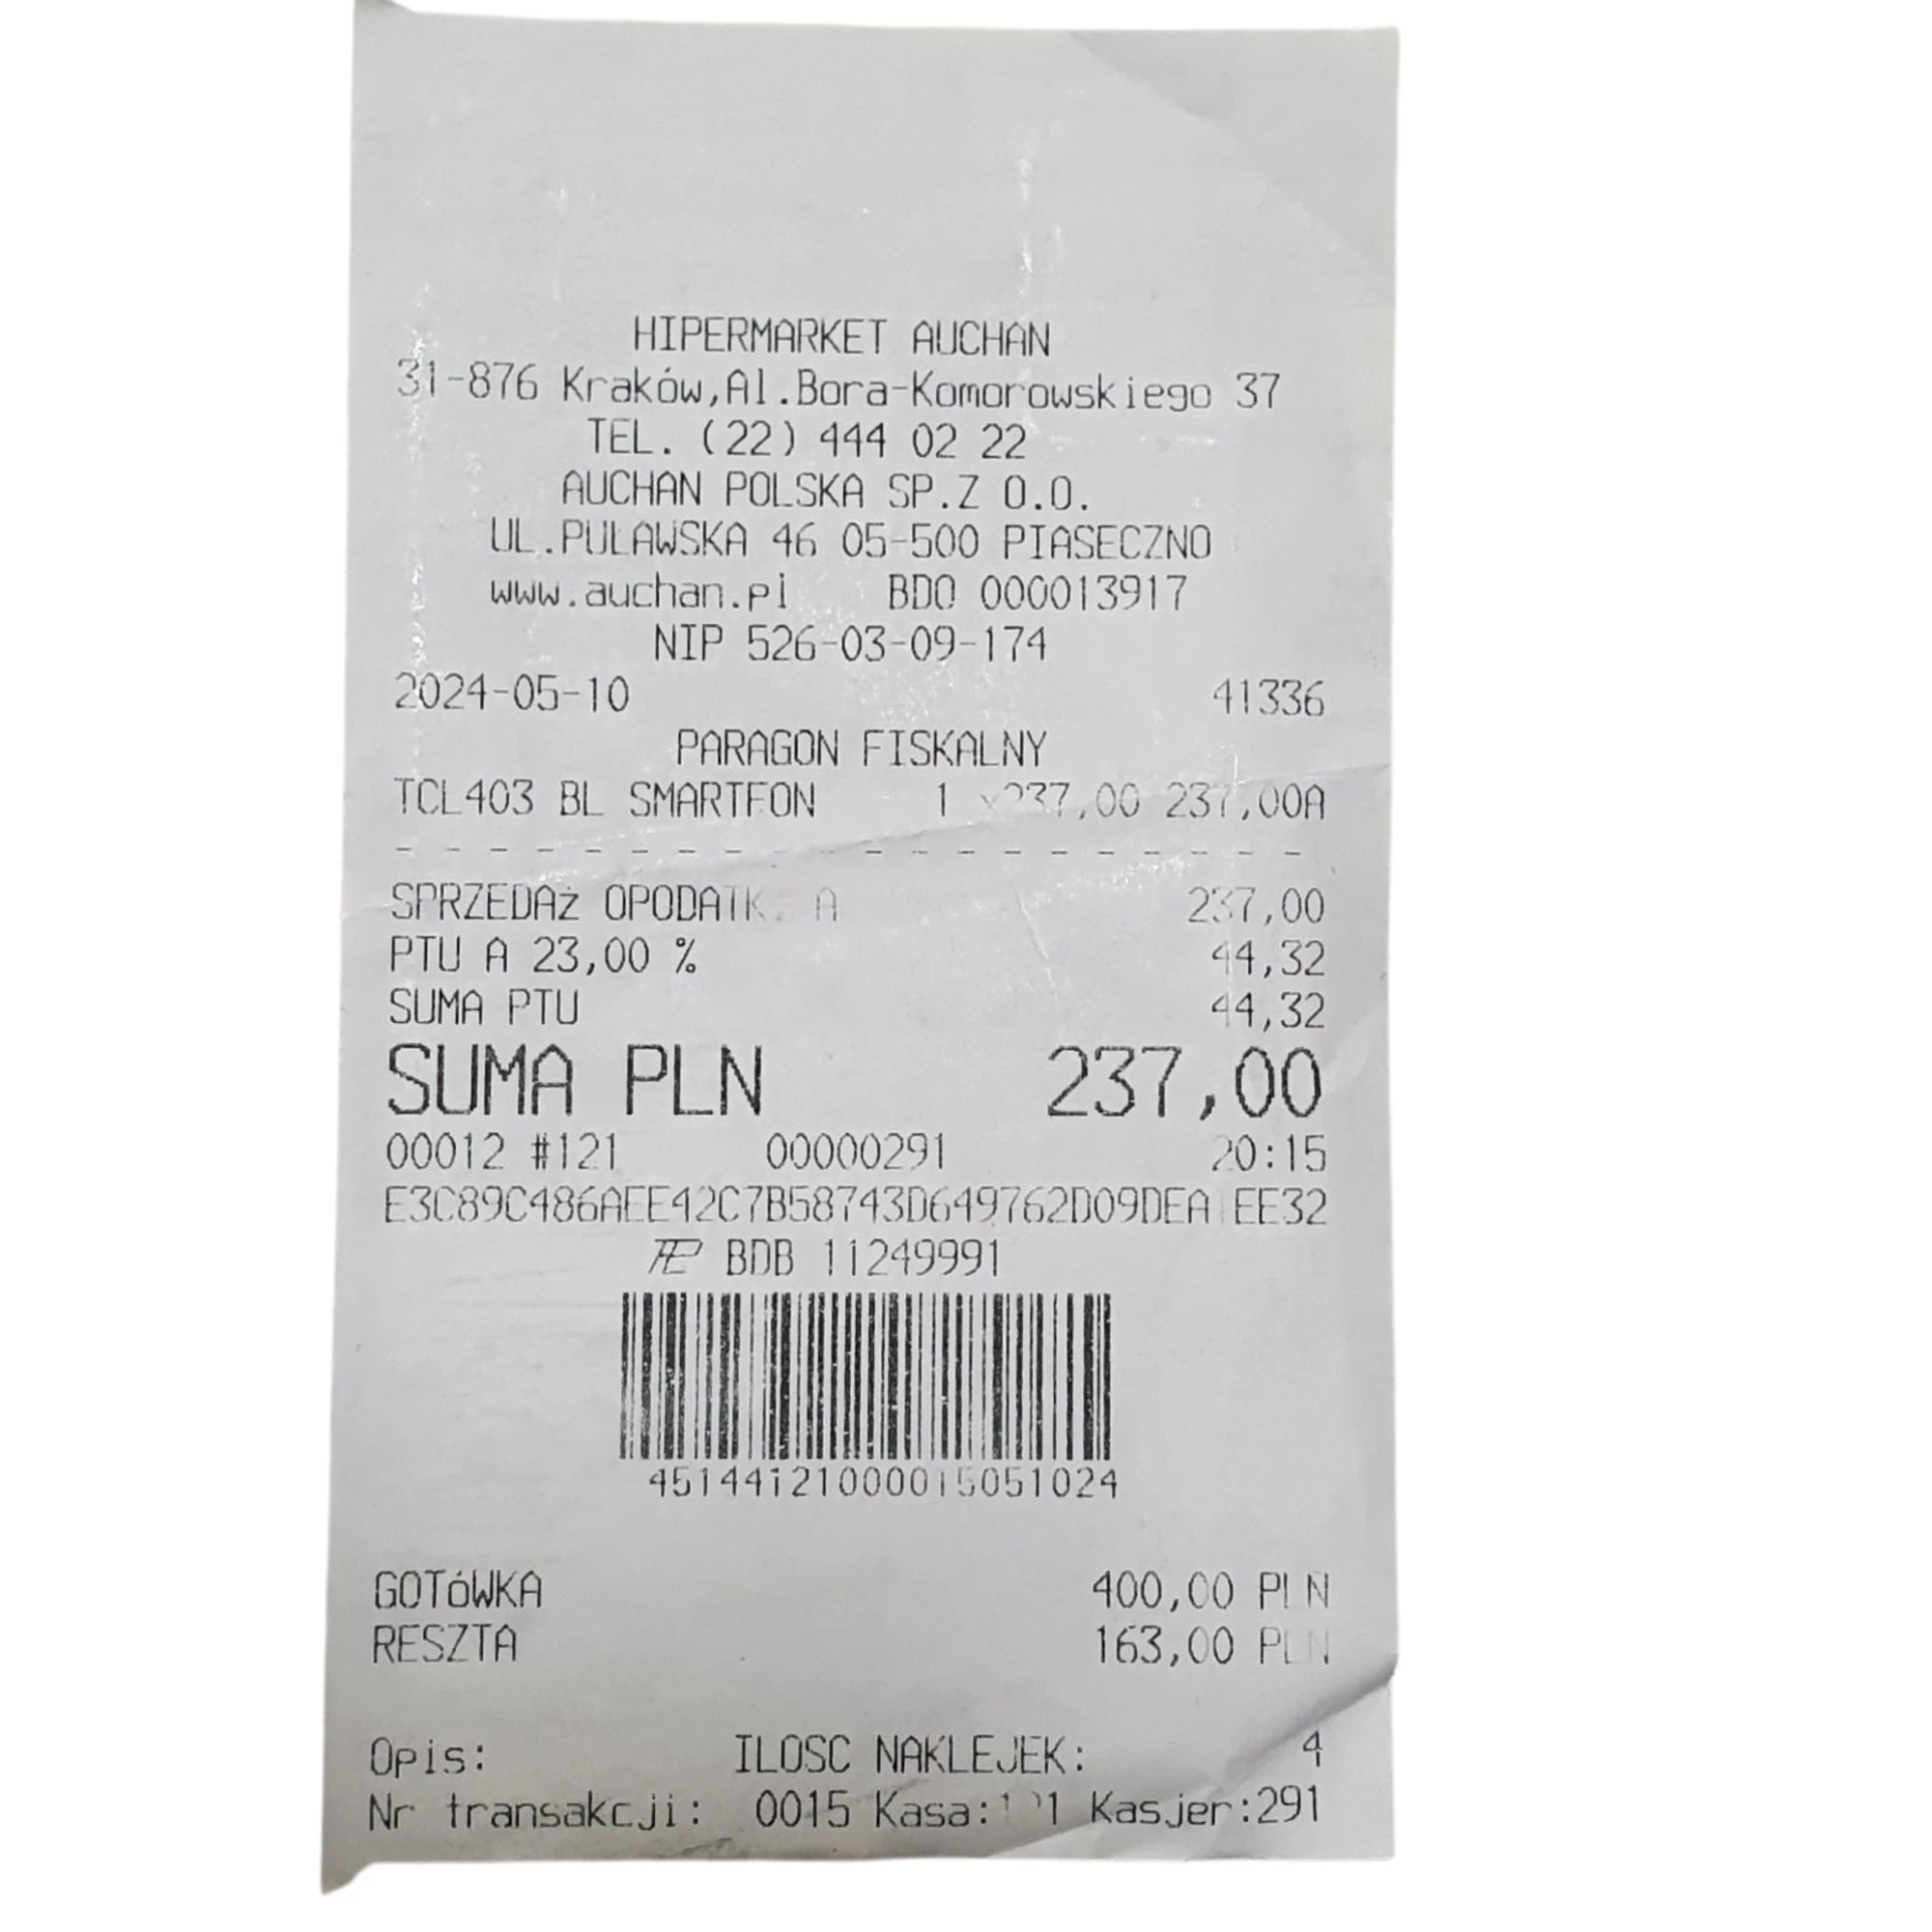 HIPERMARKET AUCHAN
31-876 Kraków,Al.Bora-Komorowskiego 37
TEL. (22) 444 02 22
AUCHAN POLSKA SP.Z O.O.
UL.PUŁAWSKA 46 05-500 PIASECZNO
www.auchan.pl BDO 000013917
NIP 526-03-09-174
2024-05-10 41336
PARAGON FISKALNY
TCL403 BL SMARTFON 1 x237,00 237,00A
- - - - - - - - - - - - - - - - - - - -
SPRZEDAż OPODATK. A 237,00
PTU A 23,00 % 44,32
SUMA PTU 44,32
SUMA PLN 237,00
00012 #121 00000291 20:15
BDB 11249991
45144121000015051024
GOTóWKA 400,00 PLN
RESZTA 163,00 PLN
Opis: ILOSC NAKLEJEK: 4
Nr transakcji: 0015 Kasa:121 Kasjer:291